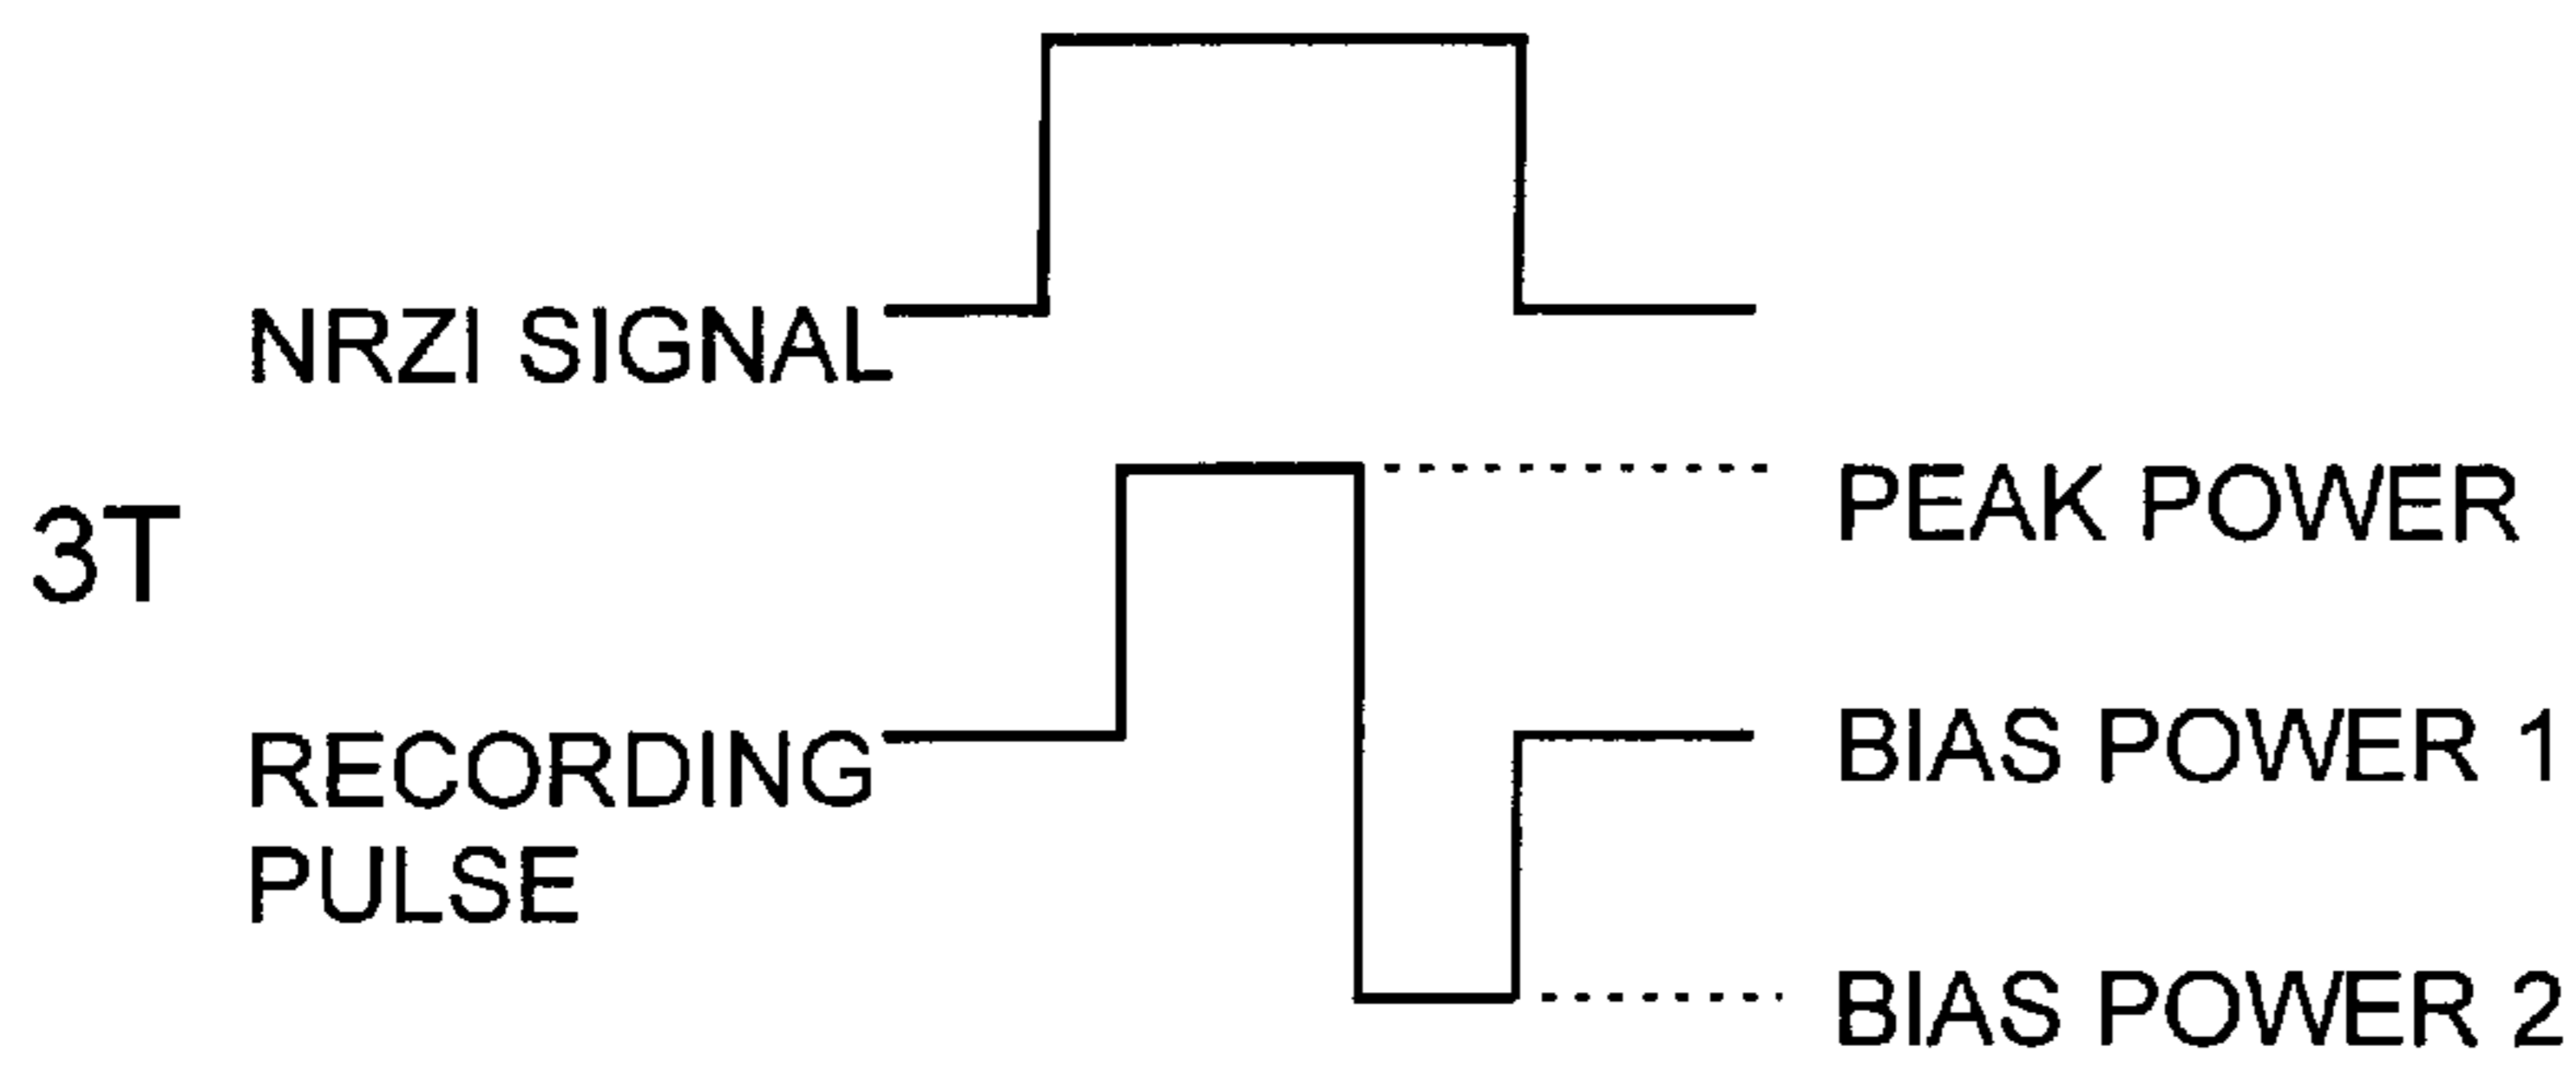 NRZI SIGNAL
3T
PEAK POWER
RECORDING
PULSE
BIAS POWER 1
BIAS POWER 2